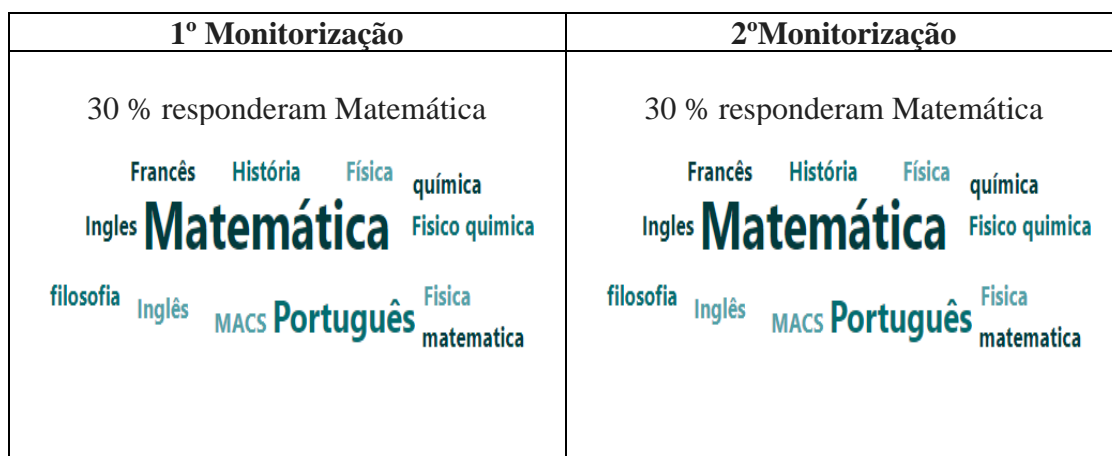 1º Monitorização
2ºMonitorização
30 % responderam Matemática
Francês História Física química
Ingles Matemática Fisico quimica
filosofia Inglês MACS Português Fisica
matematica
30 % responderam Matemática
Francês História Física química
Ingles Matemática Fisico quimica
filosofia Inglês MACS Português Fisica
matematica